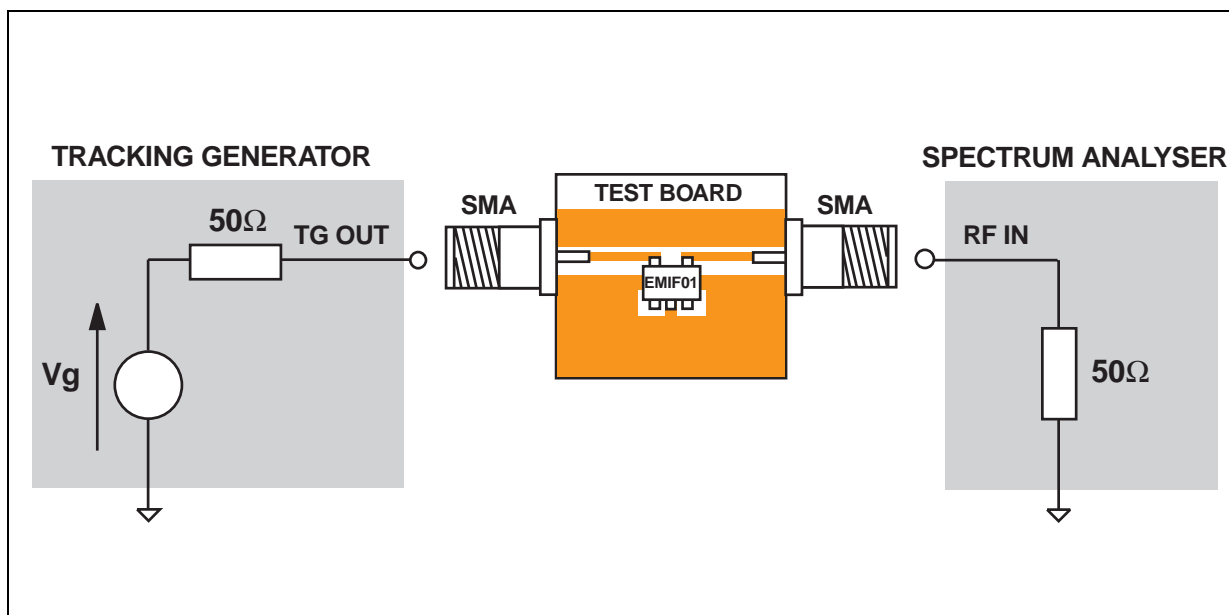 TRACKING GENERATOR
50Ω
TG OUT
Vg
SMA
TEST BOARD
EMIF01
SMA
SPECTRUM ANALYSER
RF IN
50Ω